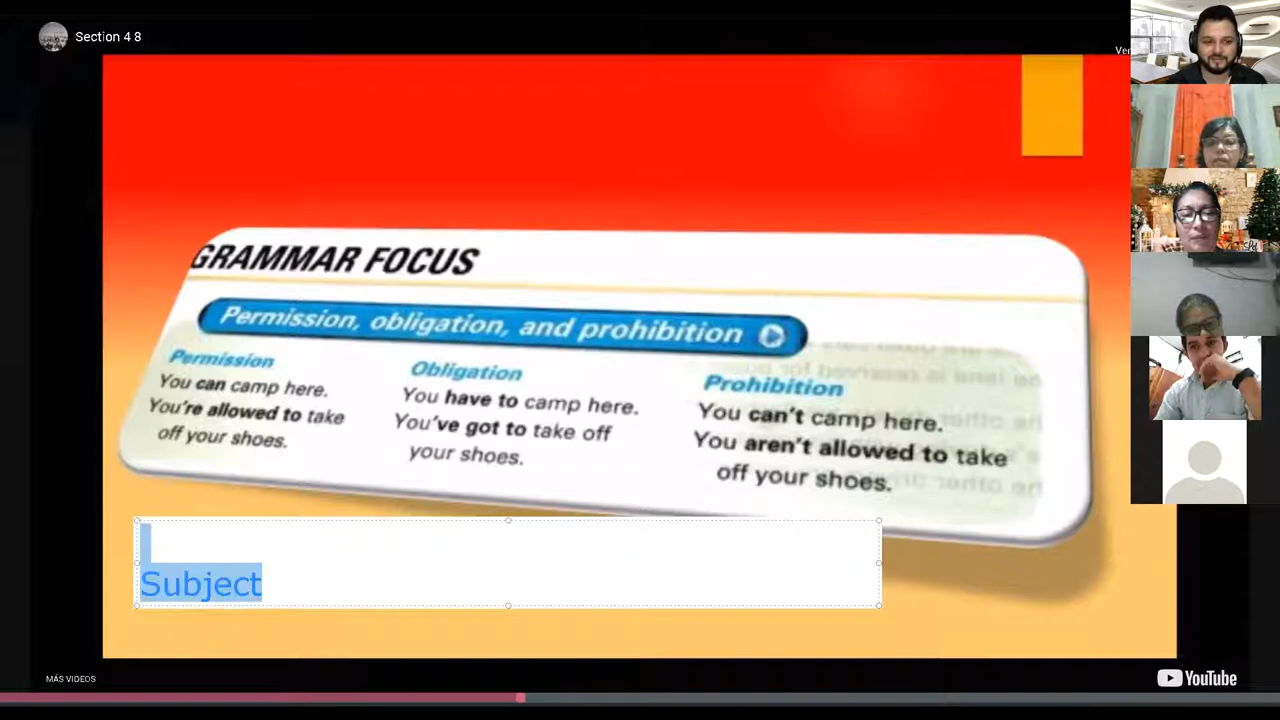 Section 4 8
Ver
GRAMMAR FOCUS
Permission, obligation, and prohibition
Permission
You can camp here.
You're allowed to take
off your shoes.
Obligation
You have to camp here.
You've got to take off
your shoes.
Prohibition
You can't camp here.
You aren't allowed to take
off your shoes.
Subject
MÁS VIDEOS
YouTube